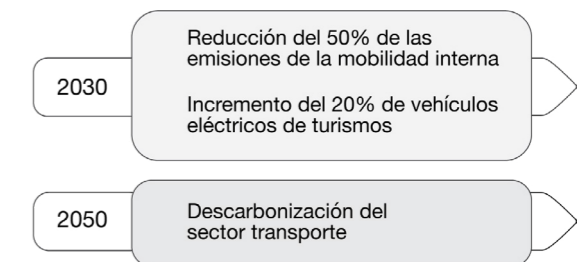 2030
Reducción del 50% de las
emisiones de la mobilidad interna
Incremento del 20% de vehículos
eléctricos de turismos
2050
Descarbonización del
sector transporte